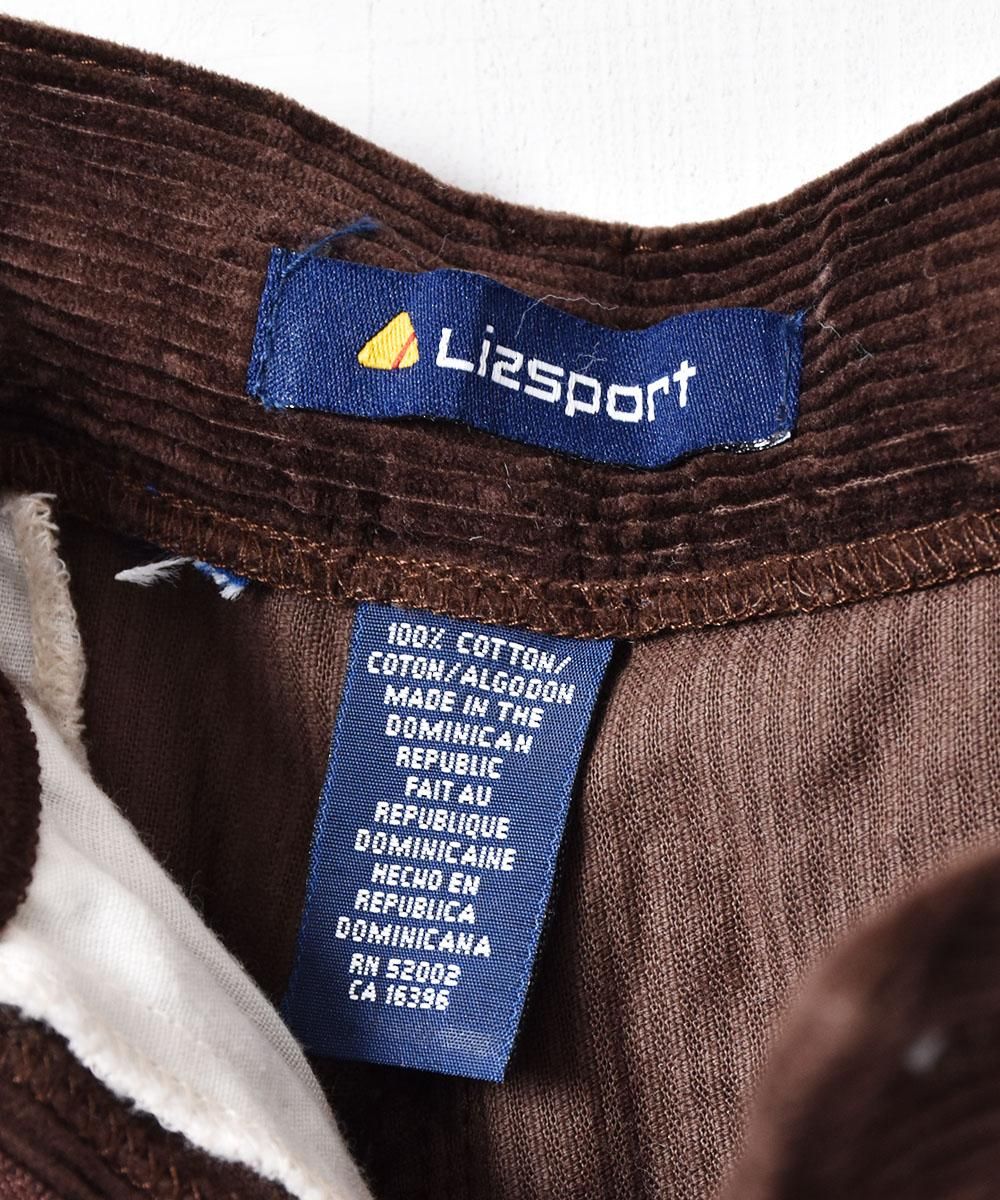 Lizsport
100% COTTON/
COTON/ALGODON
MADE IN THE
DOMINICAN
REPUBLIC
FAIT AU
REPUBLIQUE
DOMINICAINE
HECHO EN
REPUBLICA
DOMINICANA
RN 52002
CA 16396